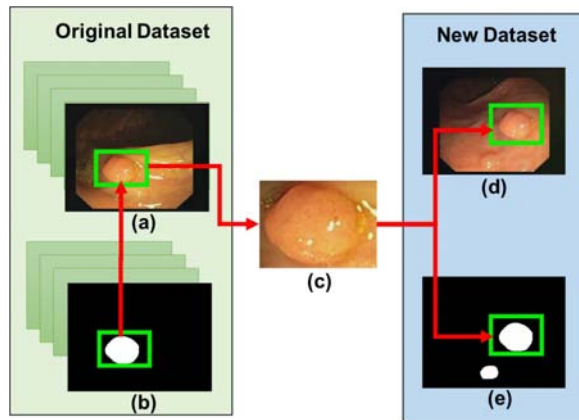 Original Dataset
New Dataset
(a)
(d)
(c)
(b)
(e)